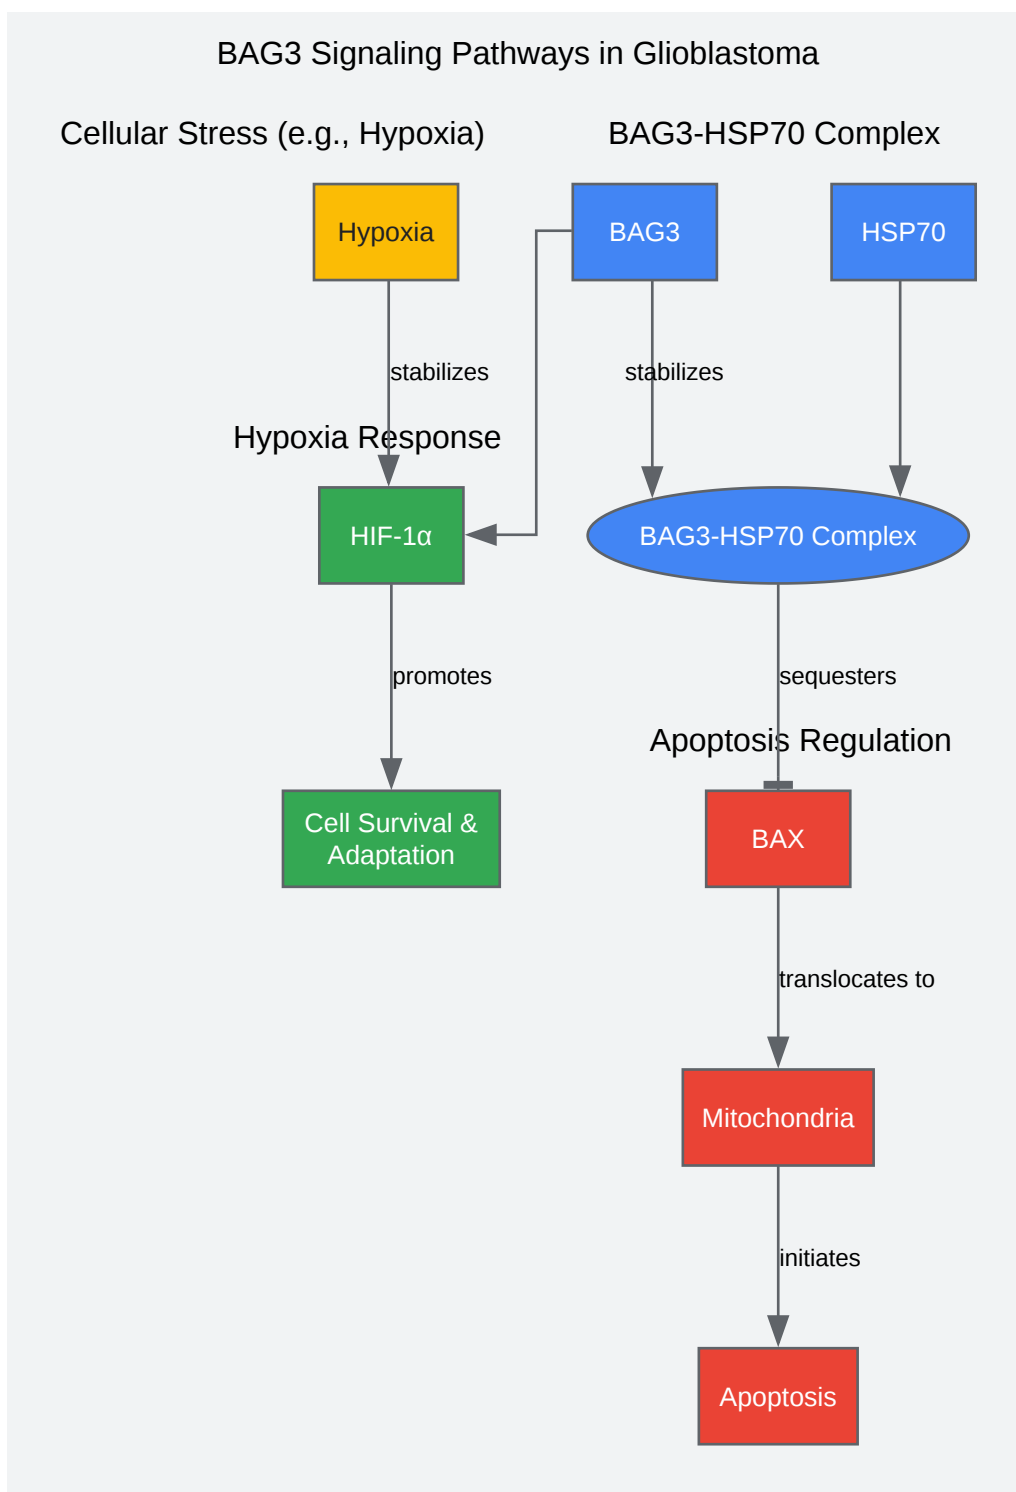 BAG3 Signaling Pathways in Glioblastoma
Cellular Stress (e.g., Hypoxia)
BAG3-HSP70 Complex
Hypoxia
BAG3
HSP70
stabilizes
stabilizes
Hypoxia Response
HIF-1α
BAG3-HSP70 Complex
promotes
sequesters
Apoptosis Regulation
Cell Survival &
Adaptation
BAX
translocates to
Mitochondria
initiates
Apoptosis